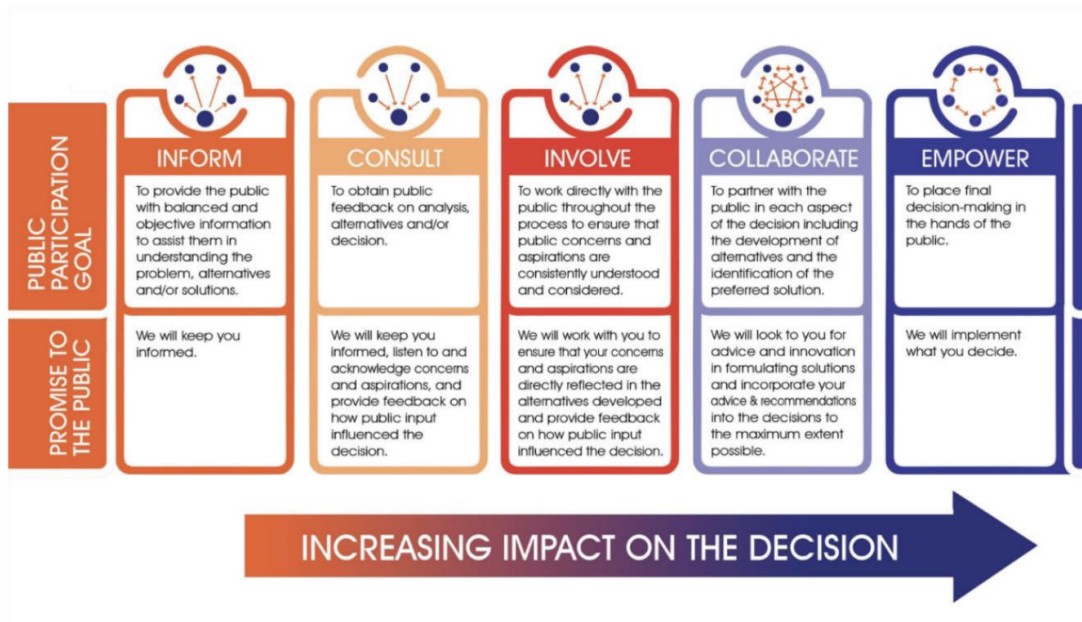 INFORM
CONSULT
INVOLVE
COLLABORATE
EMPOWER
PUBLIC
PARTICIPATION
GOAL
To provide the public
with balanced and
objective information
to assist them in
understanding the
problem, alternatives
and/or solutions.
To obtain public
feedback on analysis,
alternatives and/or
decision.
To work directly with the
public throughout the
process to ensure that
public concerns and
aspirations are
consistently understood
and considered.
To partner with the
public in each aspect
of the decision including
the development of
alternatives and the
identification of the
preferred solution.
To place final
decision-making in
the hands of the
public.
PROMISE TO
THE PUBLIC
We will keep you
informed.
We will keep you
informed, listen to and
acknowledge concerns
and aspirations, and
provide feedback on
how public input
influenced the
decision.
We will work with you to
ensure that your concerns
and aspirations are
directly reflected in the
alternatives developed
and provide feedback
on how public input
influenced the decision.
We will look to you for
advice and innovation
in formulating solutions
and incorporate your
advice & recommendations
into the decisions to
the maximum extent
possible.
We will implement
what you decide.
INCREASING IMPACT ON THE DECISION